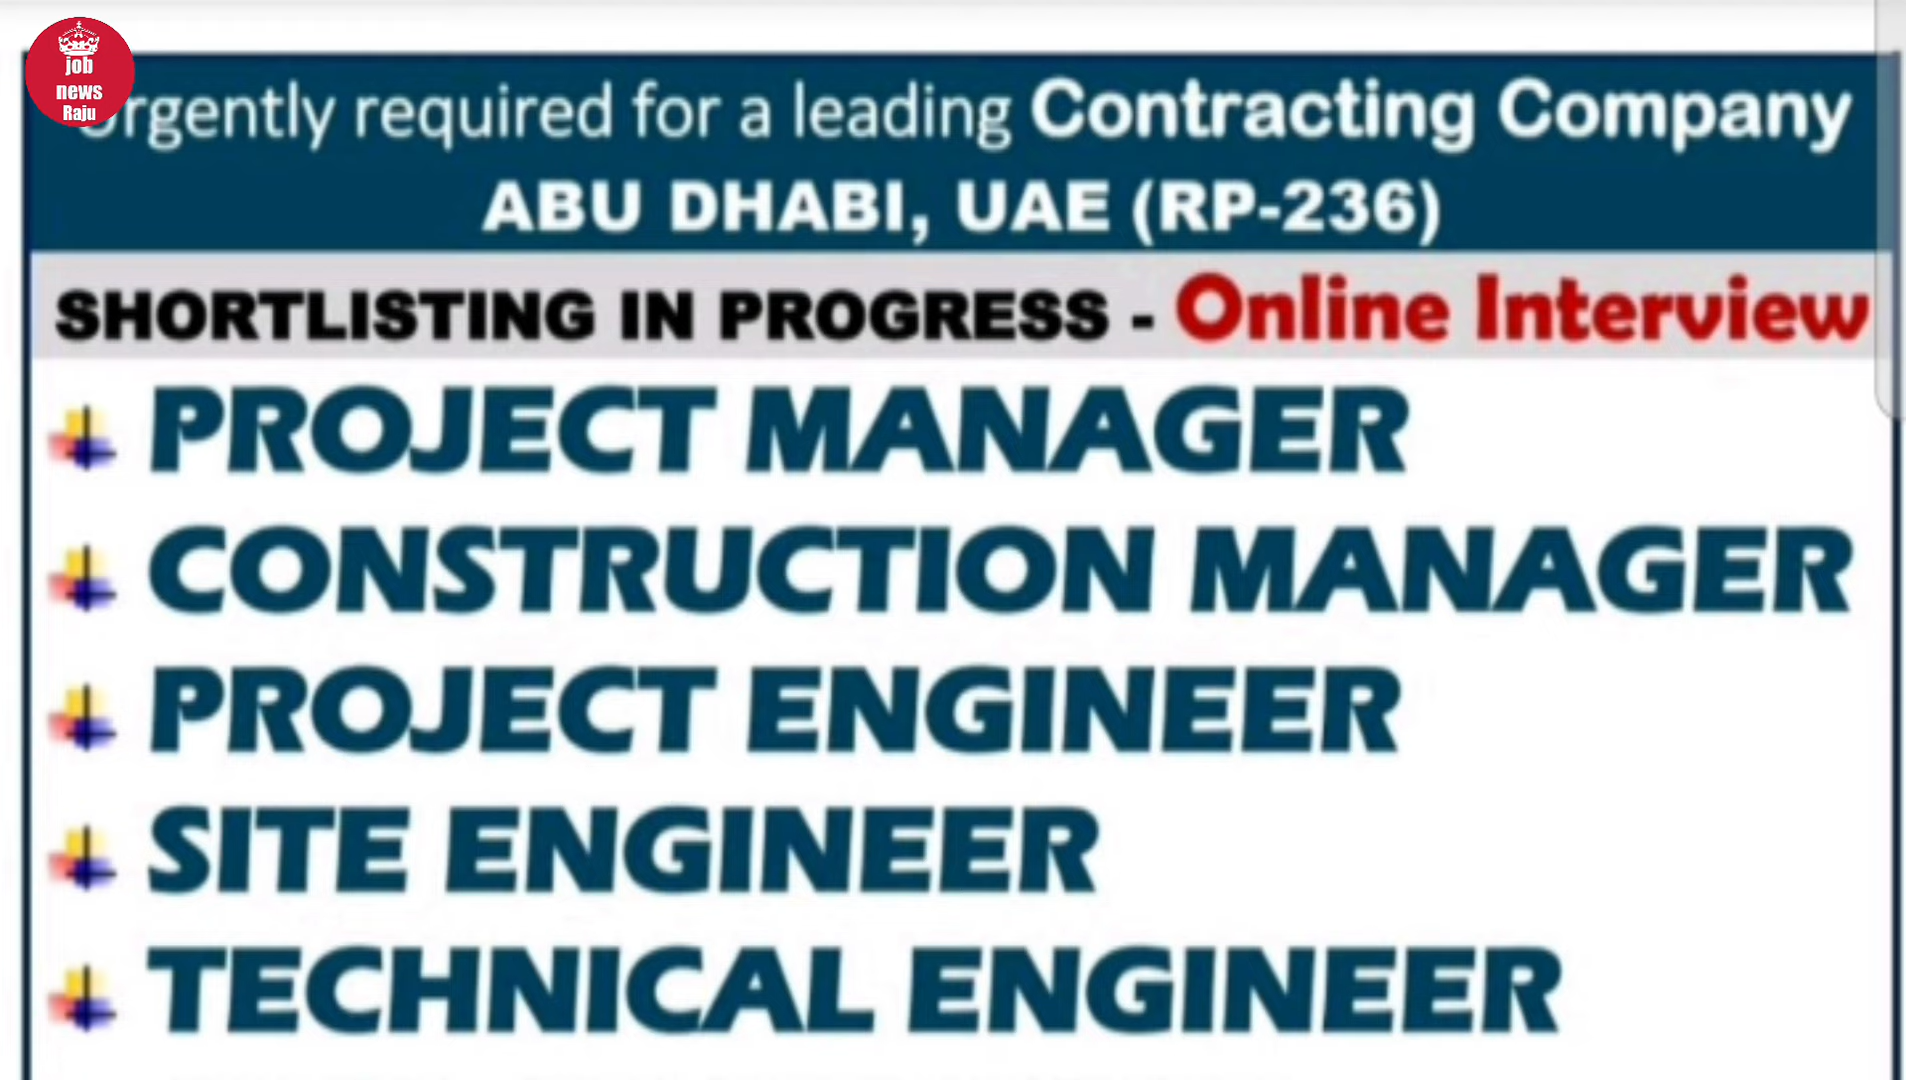 job
news
Raju
Urgently required for a leading Contracting Company
ABU DHABI, UAE (RP-236)
SHORTLISTING IN PROGRESS - Online Interview
PROJECT MANAGER
CONSTRUCTION MANAGER
PROJECT ENGINEER
SITE ENGINEER
TECHNICAL ENGINEER